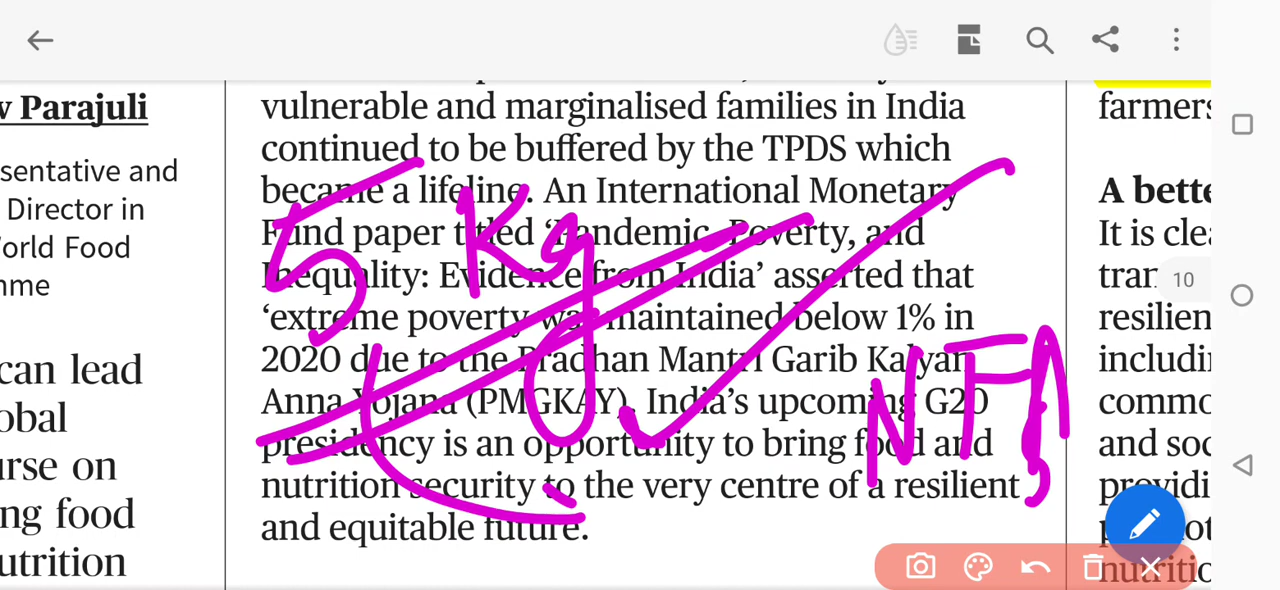 v Parajuli
sentative and
Director in
orld Food
me
can lead
obal
urse on
ng food
utrition
vulnerable and marginalised families in India
continued to be buffered by the TPDS which
became a lifeline. An International Monetary
Fund paper titled ‘Pandemic, Poverty, and
Inequality: Evidence from India’ asserted that
‘extreme poverty was maintained below 1% in
2020 due to the Pradhan Mantri Garib Kalyan
Anna Yojana (PMGKAY). India’s upcoming G20
presidency is an opportunity to bring food and
nutrition security to the very centre of a resilient
and equitable future.
5 Kg
farmers
A bette
It is clea
tran
10
resilien
includi
commo
and soc
providi
nutritio